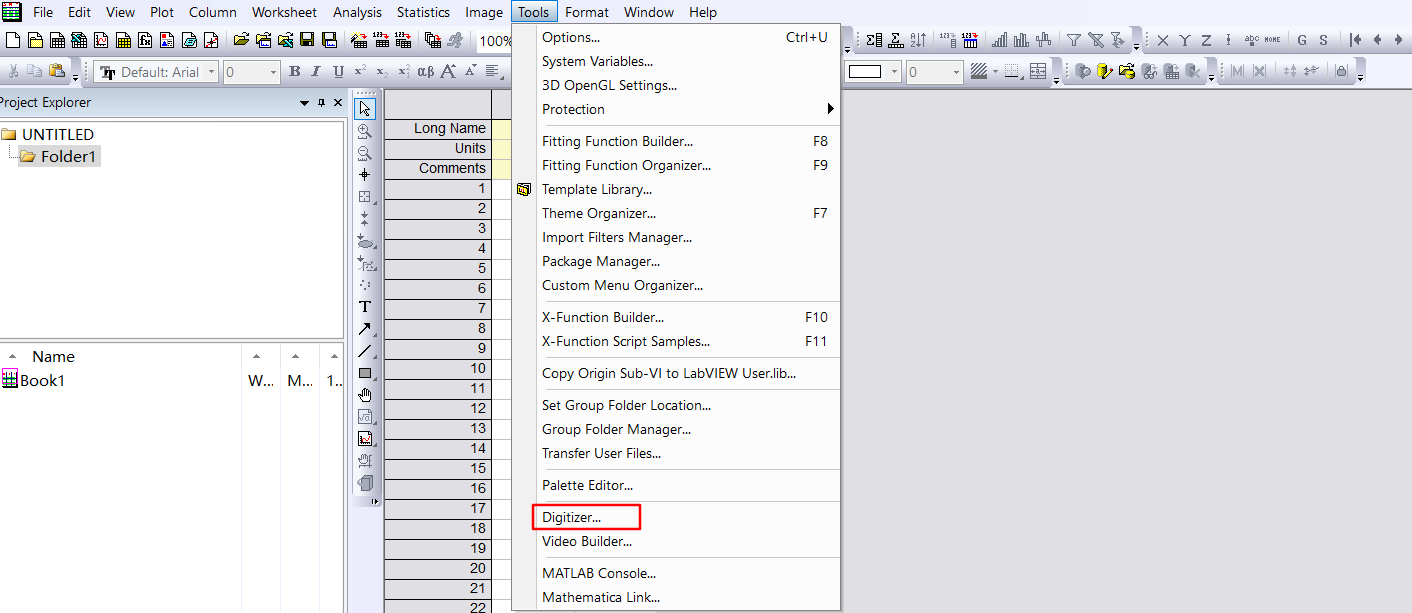 File Edit View Plot Column Worksheet Analysis Statistics Image Tools Format Window Help
100%
X Y Z
G S
Default: Arial 0 B I U x² x₂ αβ A A
0
Project Explorer
UNTITLED
Folder1
Name
Book1 W... M... 1..
T
Long Name
Units
Comments
1
2
3
4
5
6
7
8
9
10
11
12
13
14
15
16
17
18
19
20
21
22
Options... Ctrl+U
System Variables...
3D OpenGL Settings...
Protection
Fitting Function Builder... F8
Fitting Function Organizer... F9
Template Library...
Theme Organizer... F7
Import Filters Manager...
Package Manager...
Custom Menu Organizer...
X-Function Builder... F10
X-Function Script Samples... F11
Copy Origin Sub-VI to LabVIEW User.lib...
Set Group Folder Location...
Group Folder Manager...
Transfer User Files...
Palette Editor...
Digitizer...
Video Builder...
MATLAB Console...
Mathematica Link...